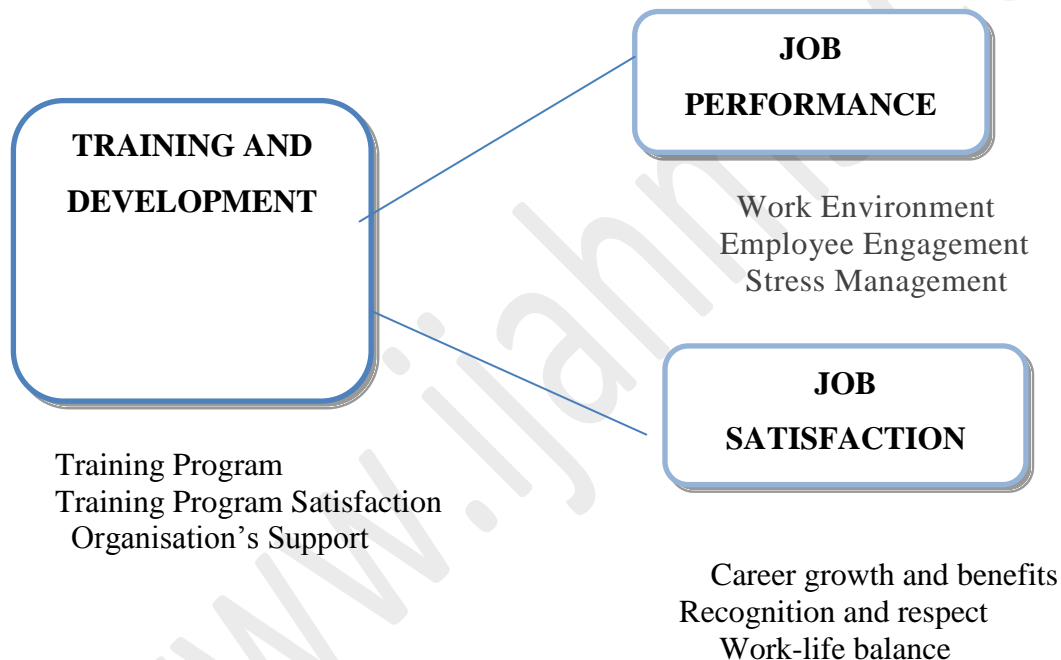 JOB
PERFORMANCE
TRAINING AND
DEVELOPMENT
Work Environment
Employee Engagement
Stress Management
JOB
SATISFACTION
Training Program
Training Program Satisfaction
Organisation’s Support
Career growth and benefits
Recognition and respect
Work-life balance